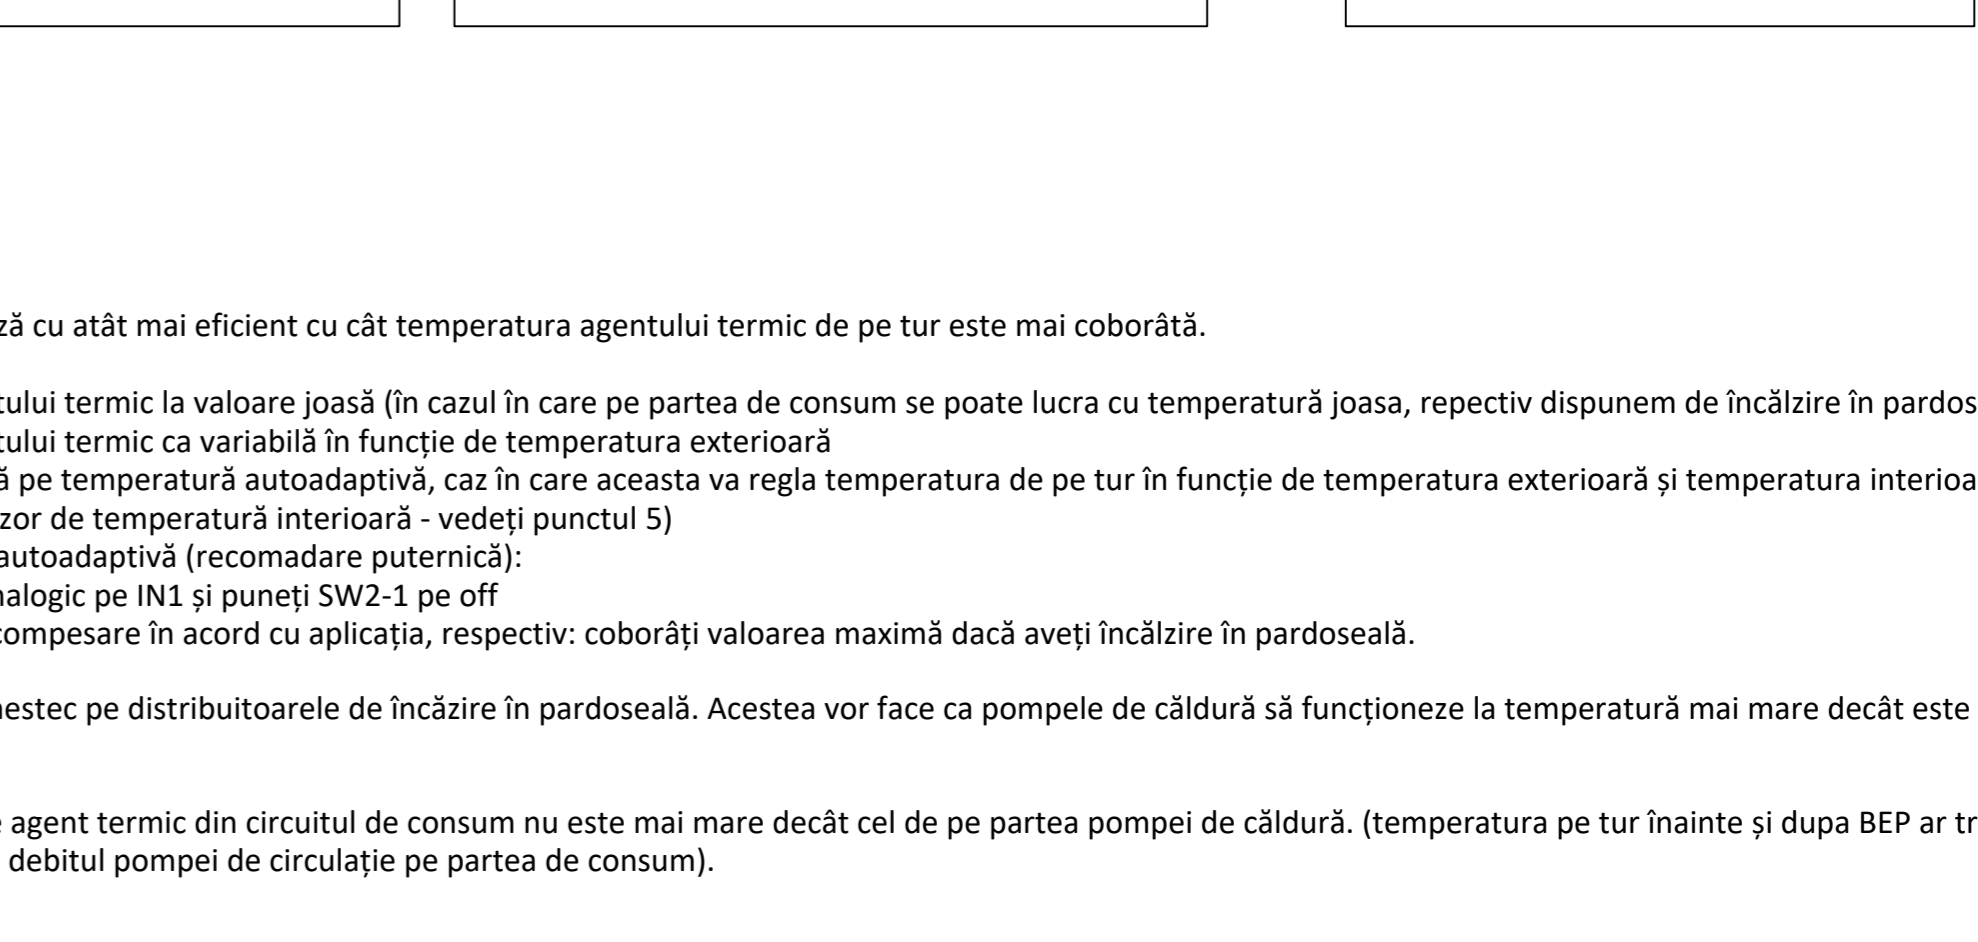 ză cu atât mai eficient cu cât temperatura agentului termic de pe tur este mai coborâtă.
tului termic la valoare joasă (în cazul în care pe partea de consum se poate lucra cu temperatură joasa, repectiv dispunem de încălzire în pardos
tului termic ca variabilă în funcție de temperatura exterioară
ă pe temperatură autoadaptivă, caz în care aceasta va regla temperatura de pe tur în funcție de temperatura exterioară și temperatura interioa
zor de temperatură interioară - vedeți punctul 5)
autoadaptivă (recomadare puternică):
nalogic pe IN1 și puneți SW2-1 pe off
compesare în acord cu aplicația, respectiv: coborâți valoarea maximă dacă aveți încălzire în pardoseală.
nestec pe distribuitoarele de încăzire în pardoseală. Acestea vor face ca pompele de căldură să funcționeze la temperatură mai mare decât este
e agent termic din circuitul de consum nu este mai mare decât cel de pe partea pompei de căldură. (temperatura pe tur înainte și dupa BEP ar tr
debitul pompei de circulație pe partea de consum).